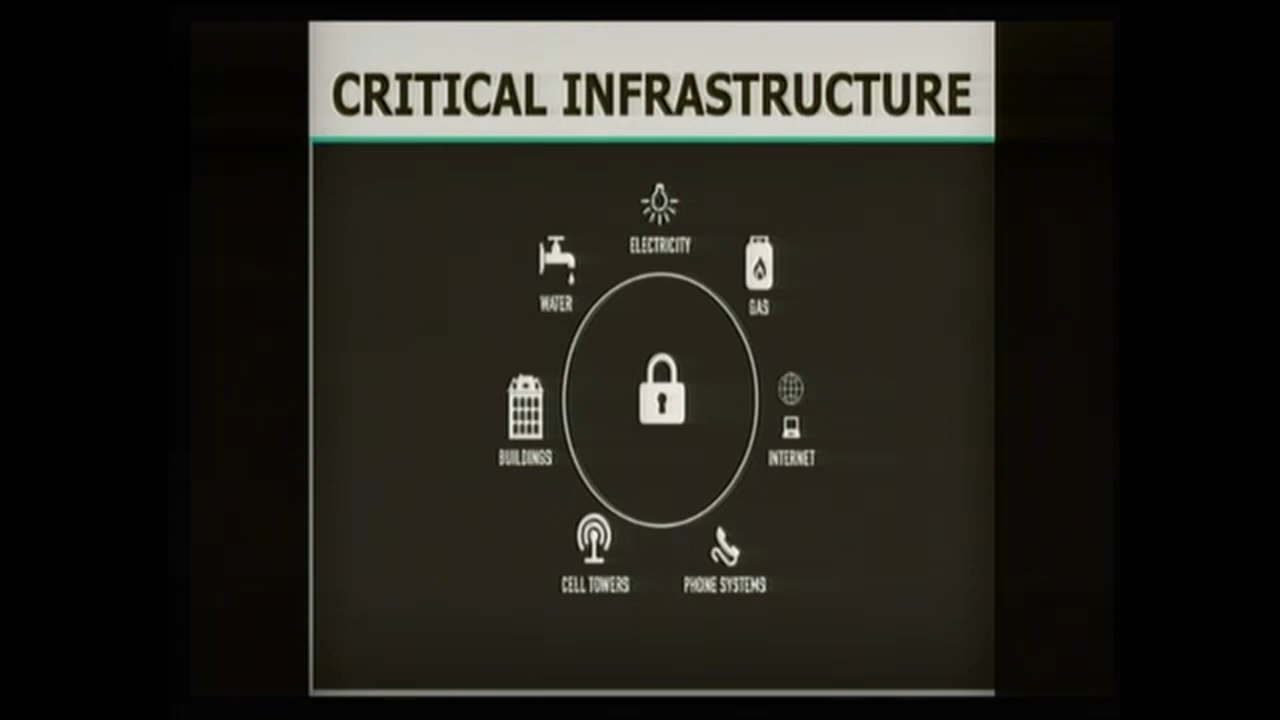 CRITICAL INFRASTRUCTURE
ELECTRICITY
WATER
GAS
BUILDINGS
INTERNET
CELL TOWERS
PHONE SYSTEMS